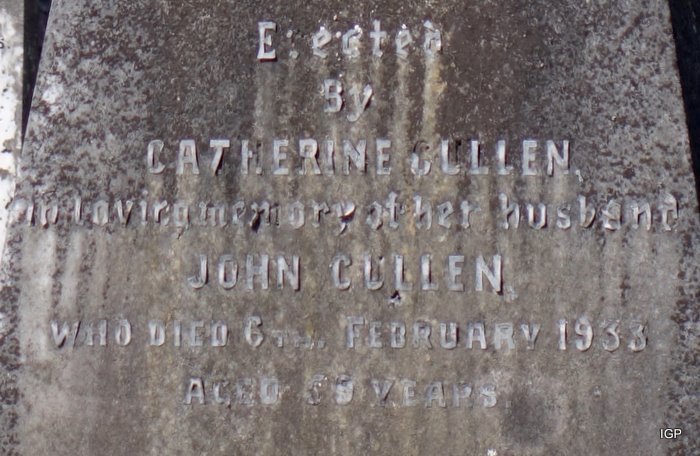 Erected
By
CATHERINE CULLEN,
In loving memory of her husband
JOHN CULLEN,
WHO DIED 6TH. FEBRUARY 1933
AGED YEARS.
IGP